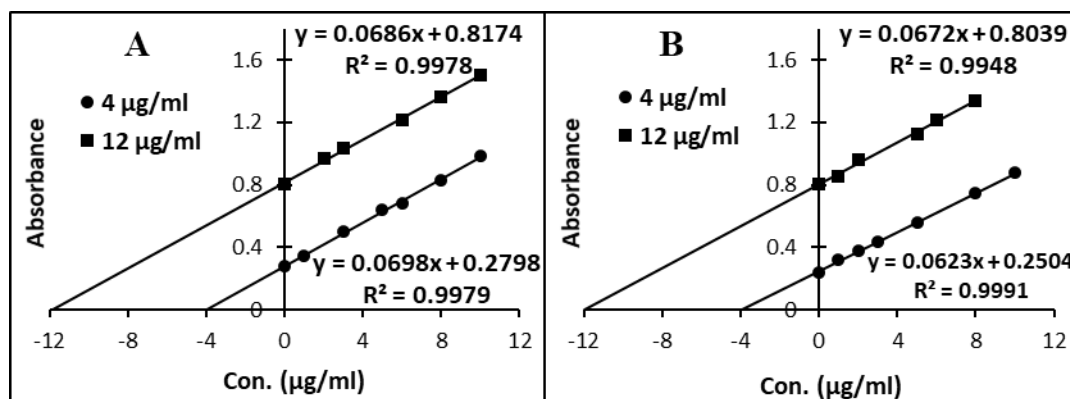 A
y = 0.0686x + 0.8174
R² = 0.9978
4 µg/ml
12 µg/ml
1.6
1.2
0.8
0.4
0
y = 0.0698x + 0.2798
R² = 0.9979
-12 -8 -4 0 4 8 12
Absorbance
Con. (µg/ml)
B
y = 0.0672x + 0.8039
R² = 0.9948
4 µg/ml
12 µg/ml
1.6
1.2
0.8
0.4
0
y = 0.0623x + 0.2504
R² = 0.9991
-12 -8 -4 0 4 8 12
Absorbance
Con. (µg/ml)